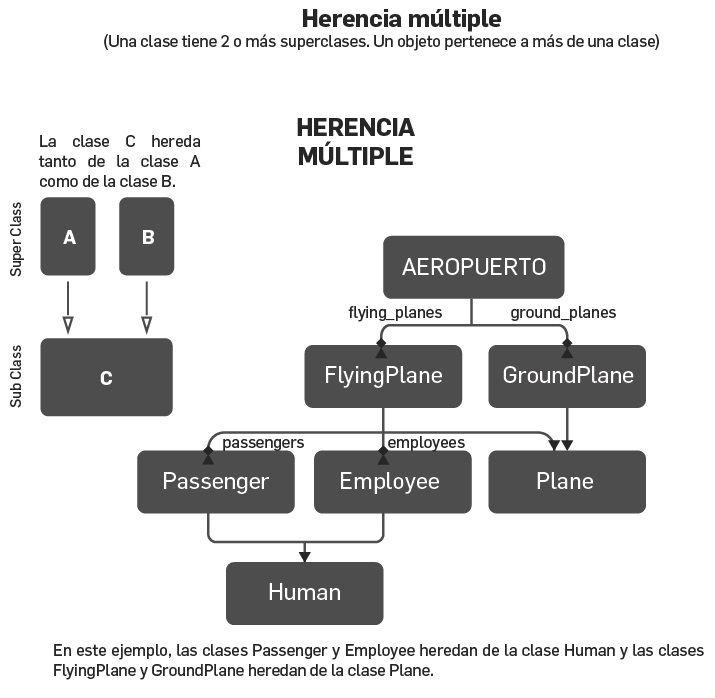 Herencia múltiple
(Una clase tiene 2 o más superclases. Un objeto pertenece a más de una clase)
HERENCIA
MÚLTIPLE
La clase C hereda
tanto de la clase A
como de la clase B.
Super Class
A
B
Sub Class
C
AEROPUERTO
flying_planes
ground_planes
FlyingPlane
GroundPlane
passengers
employees
Passenger
Employee
Plane
Human
En este ejemplo, las clases Passenger y Employee heredan de la clase Human y las clases
FlyingPlane y GroundPlane heredan de la clase Plane.